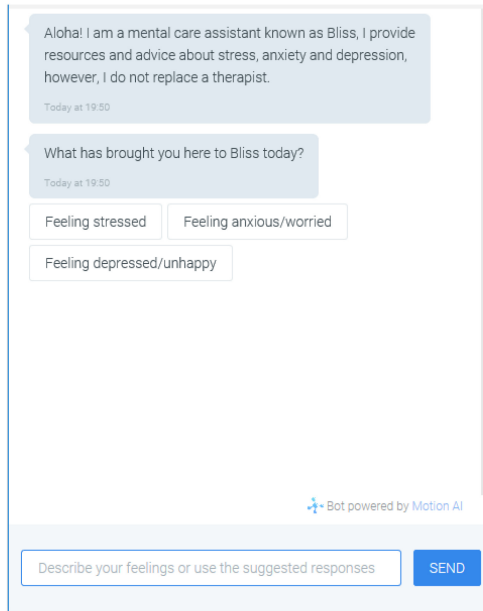 Aloha! I am a mental care assistant known as Bliss, I provide
resources and advice about stress, anxiety and depression,
however, I do not replace a therapist.
Today at 19:50
What has brought you here to Bliss today?
Today at 19:50
Feeling stressed
Feeling anxious/worried
Feeling depressed/unhappy
Bot powered by Motion AI
Describe your feelings or use the suggested responses
SEND